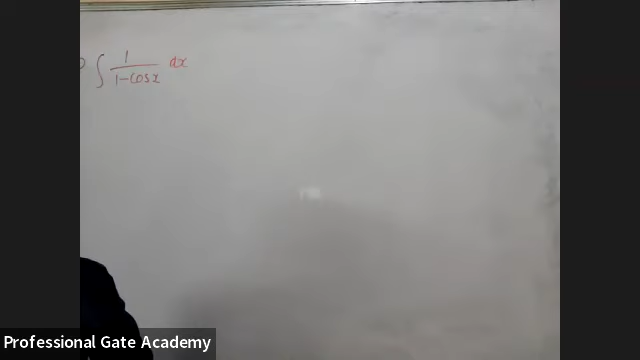 ∫ 1/(1-cosx) dx
Professional Gate Academy